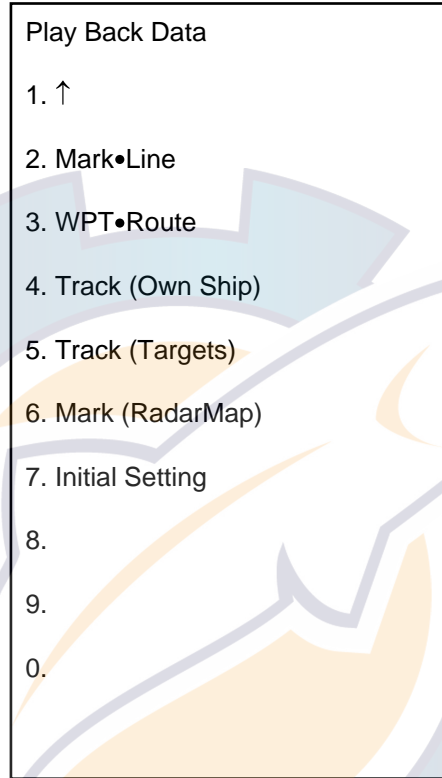 Play Back Data
1. ↑
2. Mark•Line
3. WPT•Route
4. Track (Own Ship)
5. Track (Targets)
6. Mark (RadarMap)
7. Initial Setting
8.
9.
0.